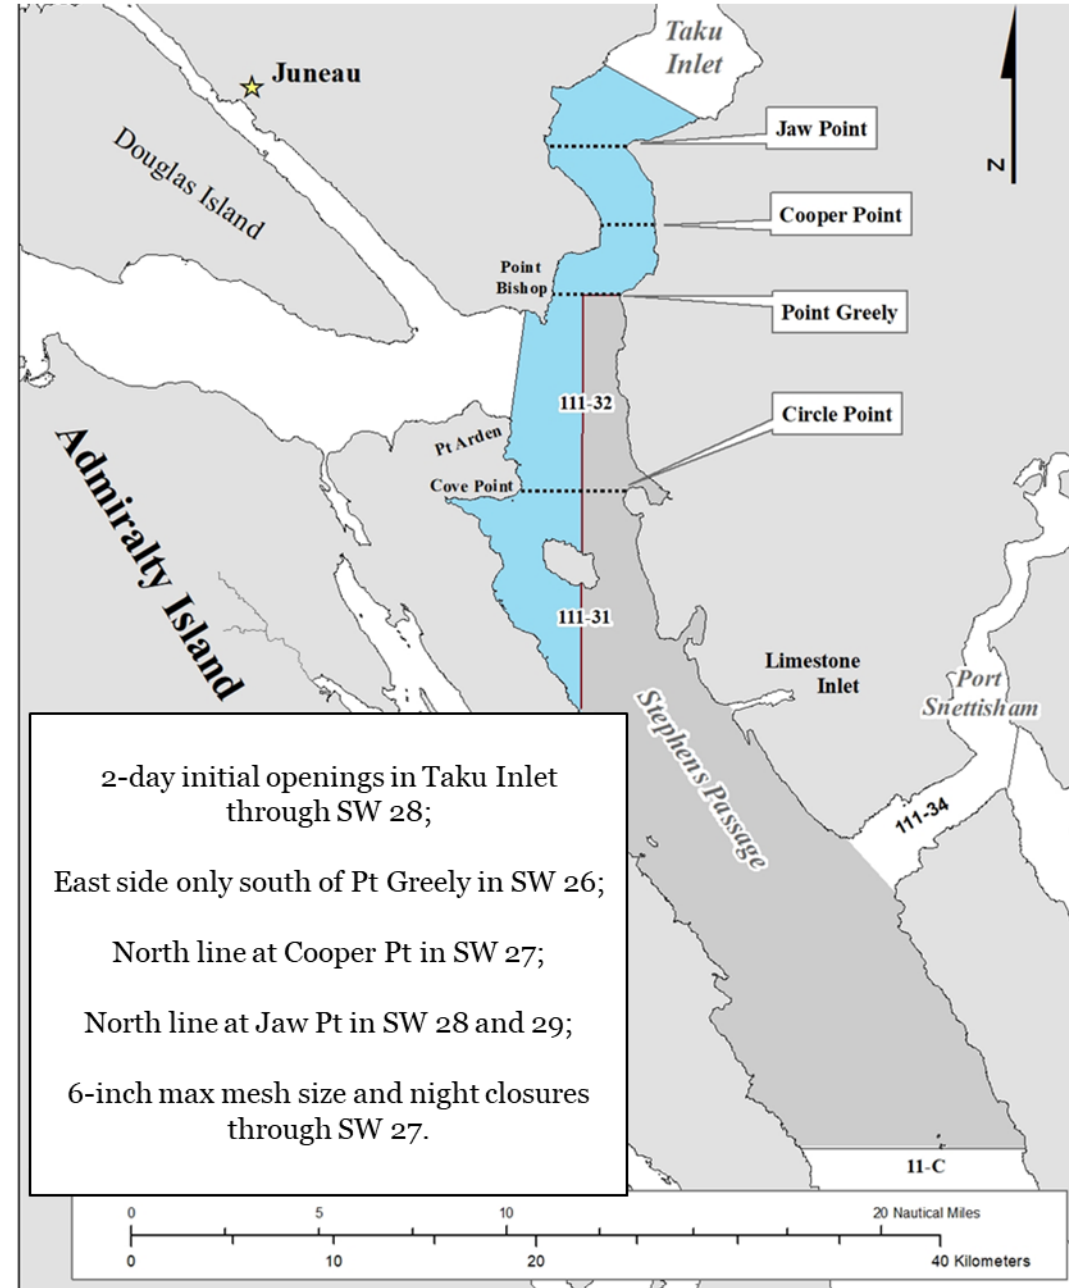 Taku
Inlet
Juneau
Jaw Point
Douglas Island
Z
Cooper Point
Point
Bishop
Point Greely
111-32
Circle Point
Pt Arden
Cove Point
Admiralty Island
111-31
Limestone
Inlet
Port
Snettisham
Stephens Passage
111-34
2-day initial openings in Taku Inlet
through SW 28;
East side only south of Pt Greely in SW 26;
North line at Cooper Pt in SW 27;
North line at Jaw Pt in SW 28 and 29;
6-inch max mesh size and night closures
through SW 27.
11-C
0 5 10 20 Nautical Miles
0 10 20 40 Kilometers